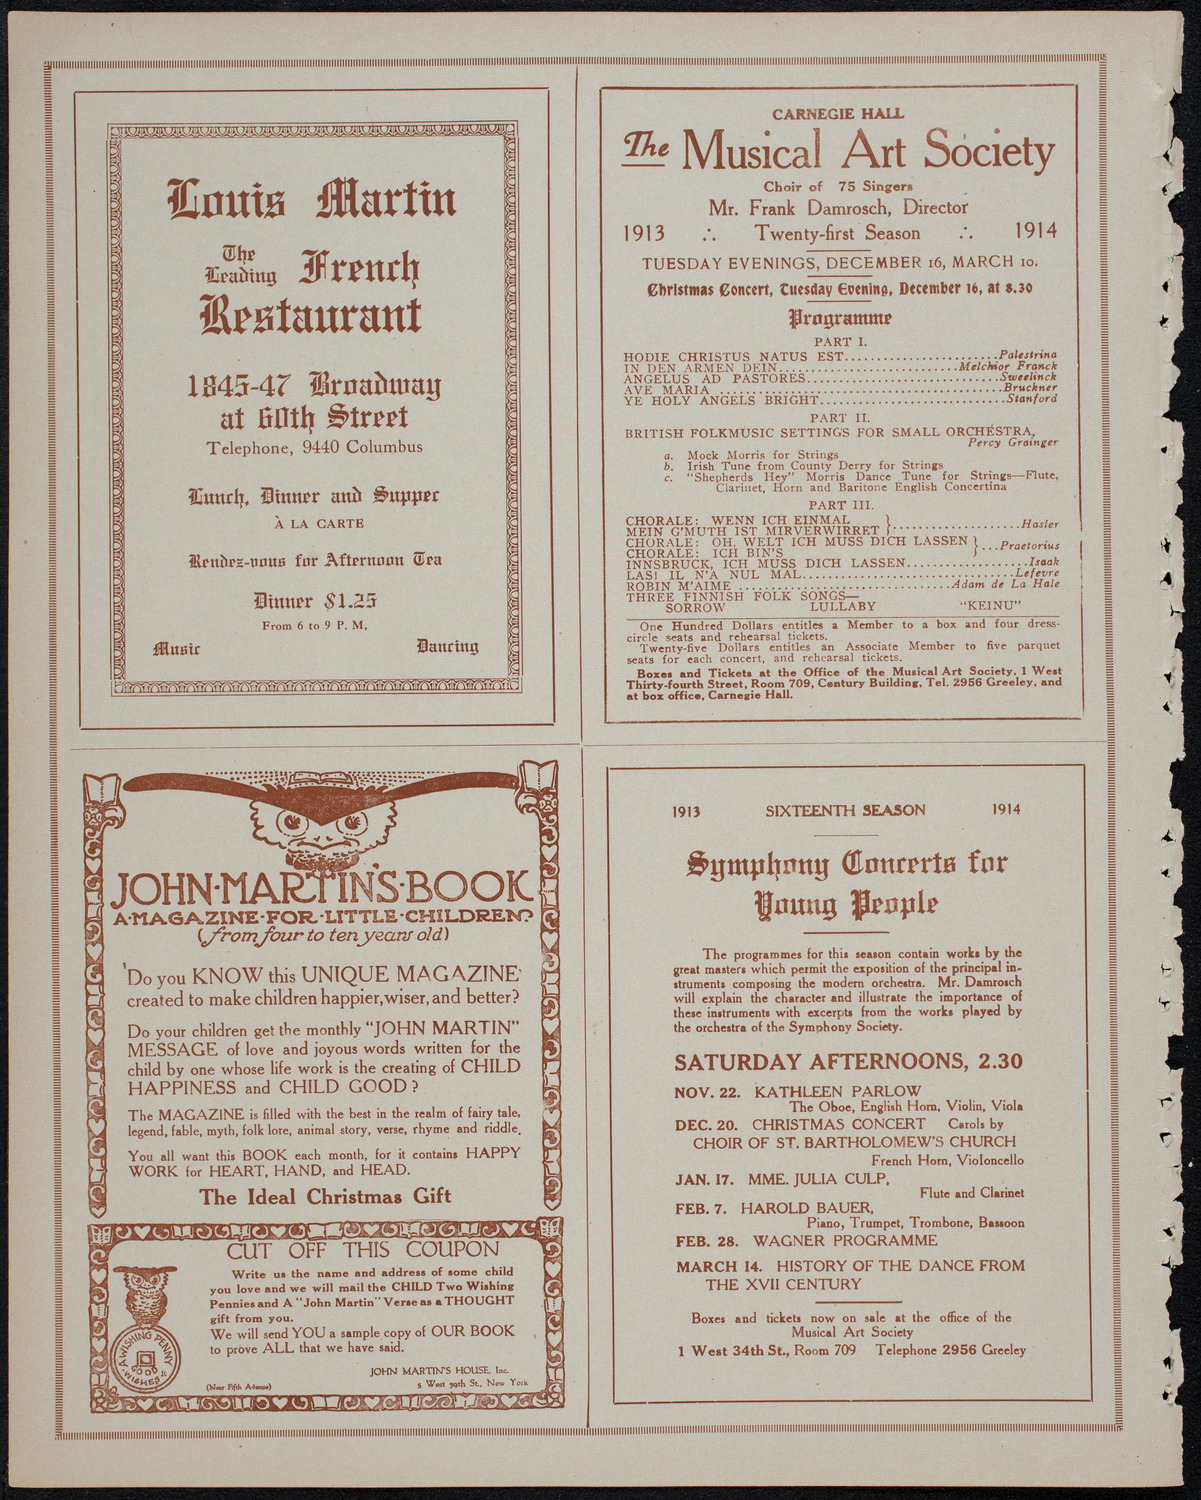 Louis Martin
The Leading French
Restaurant
1845-47 Broadway
at 60th Street
Telephone, 9440 Columbus
Lunch, Dinner and Supper
À LA CARTE
Rendez-vous for Afternoon Tea
Dinner $1.25
From 6 to 9 P. M.
Music Dancing
CARNEGIE HALL
The Musical Art Society
Choir of 75 Singers
Mr. Frank Damrosch, Director
1913 ∴ Twenty-first Season ∴ 1914
TUESDAY EVENINGS, DECEMBER 16, MARCH 10.
Christmas Concert, Tuesday Evening, December 16, at 8.30
Programme
PART I.
HODIE CHRISTUS NATUS EST........................Palestrina
IN DEN ARMEN DEIN............................Melchior Franck
ANGELUS AD PASTORES..............................Sweelinck
AVE MARIA..............................................Bruckner
YE HOLY ANGELS BRIGHT.............................Stanford
PART II.
BRITISH FOLKMUSIC SETTINGS FOR SMALL ORCHESTRA,
Percy Grainger
a. Mock Morris for Strings
b. Irish Tune from County Derry for Strings
c. "Shepherds Hey" Morris Dance Tune for Strings—Flute,
Clarinet, Horn and Baritone English Concertina
PART III.
CHORALE: WENN ICH EINMAL
MEIN G'MUTH IST MIRVERWIRRET }....................Hasler
CHORALE: OH, WELT ICH MUSS DICH LASSEN
CHORALE: ICH BIN'S }...Praetorius
INNSBRUCK, ICH MUSS DICH LASSEN...................Isaak
LAS! IL N'A NUL MAL.................................Lefevre
ROBIN M'AIME .................................Adam de La Hale
THREE FINNISH FOLK SONGS—
SORROW LULLABY "KEINU"
One Hundred Dollars entitles a Member to a box and four dress-
circle seats and rehearsal tickets.
Twenty-five Dollars entitles an Associate Member to five parquet
seats for each concert, and rehearsal tickets.
Boxes and Tickets at the Office of the Musical Art Society, 1 West
Thirty-fourth Street, Room 709, Century Building, Tel. 2956 Greeley, and
at box office, Carnegie Hall.
JOHN·MARTIN'S·BOOK
A·MAGAZINE·FOR·LITTLE·CHILDREN?
(from four to ten years old)
Do you KNOW this UNIQUE MAGAZINE
created to make children happier, wiser, and better?
Do your children get the monthly "JOHN MARTIN"
MESSAGE of love and joyous words written for the
child by one whose life work is the creating of CHILD
HAPPINESS and CHILD GOOD?
The MAGAZINE is filled with the best in the realm of fairy tale,
legend, fable, myth, folk lore, animal story, verse, rhyme and riddle.
You all want this BOOK each month, for it contains HAPPY
WORK for HEART, HAND, and HEAD.
The Ideal Christmas Gift
CUT OFF THIS COUPON
Write us the name and address of some child
you love and we will mail the CHILD Two Wishing
Pennies and A "John Martin" Verse as a THOUGHT
gift from you.
We will send YOU a sample copy of OUR BOOK
to prove ALL that we have said.
JOHN MARTIN'S HOUSE, Inc.
(Near Fifth Avenue) 5 West 39th St., New York
A WISHING PENNY
GOOD
WISHES
1913 SIXTEENTH SEASON 1914
Symphony Concerts for
Young People
The programmes for this season contain works by the
great masters which permit the exposition of the principal in-
struments composing the modern orchestra. Mr. Damrosch
will explain the character and illustrate the importance of
these instruments with excerpts from the works played by
the orchestra of the Symphony Society.
SATURDAY AFTERNOONS, 2.30
NOV. 22. KATHLEEN PARLOW
The Oboe, English Horn, Violin, Viola
DEC. 20. CHRISTMAS CONCERT Carols by
CHOIR OF ST. BARTHOLOMEW'S CHURCH
French Horn, Violoncello
JAN. 17. MME. JULIA CULP,
Flute and Clarinet
FEB. 7. HAROLD BAUER,
Piano, Trumpet, Trombone, Bassoon
FEB. 28. WAGNER PROGRAMME
MARCH 14. HISTORY OF THE DANCE FROM
THE XVII CENTURY
Boxes and tickets now on sale at the office of the
Musical Art Society
1 West 34th St., Room 709 Telephone 2956 Greeley